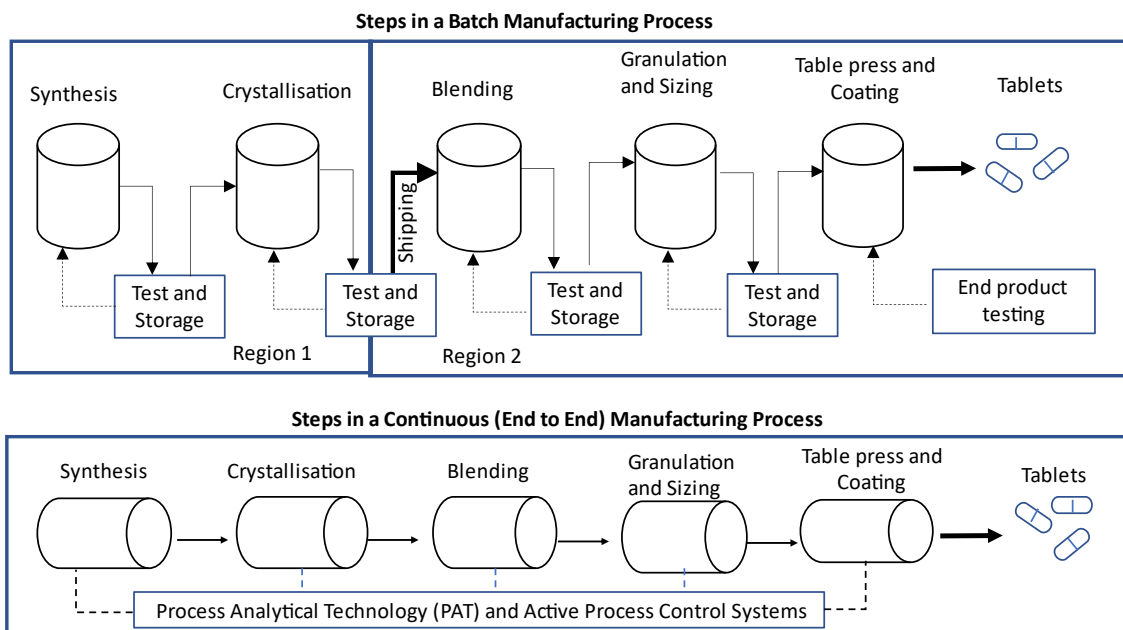 Steps in a Batch Manufacturing Process
Synthesis
Crystallisation
Blending
Granulation
and Sizing
Table press and
Coating
Tablets
Shipping
Test and
Storage
Test and
Storage
Test and
Storage
Test and
Storage
End product
testing
Region 1
Region 2
Steps in a Continuous (End to End) Manufacturing Process
Synthesis
Crystallisation
Blending
Granulation
and Sizing
Table press and
Coating
Tablets
Process Analytical Technology (PAT) and Active Process Control Systems